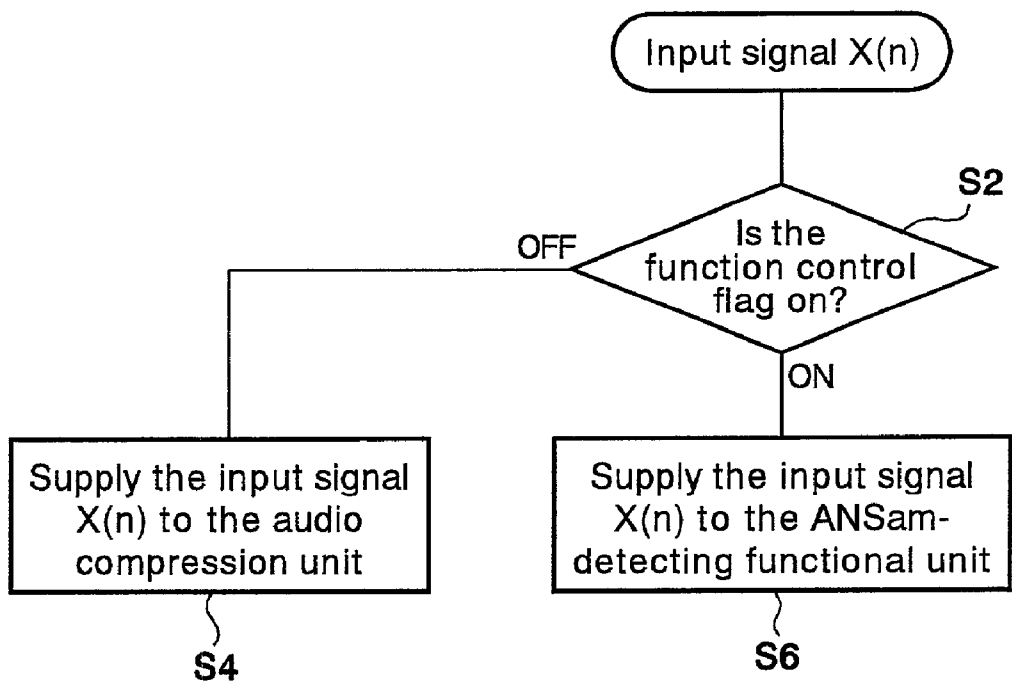 Input signal X(n)
S2
Is the
function control
flag on?
OFF
ON
Supply the input signal
X(n) to the audio
compression unit
Supply the input signal
X(n) to the ANSam-
detecting functional unit
S4
S6